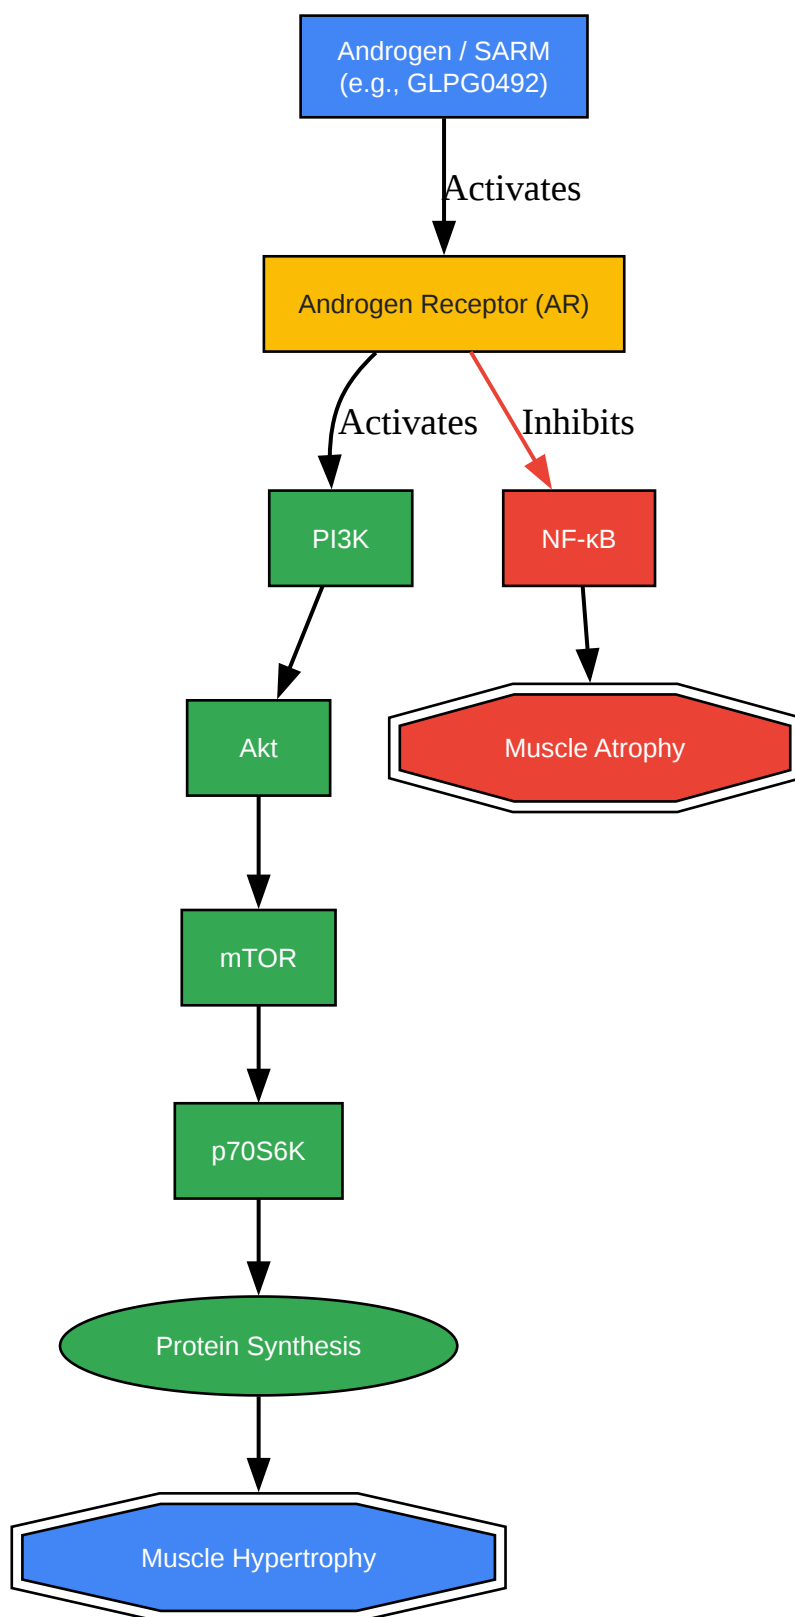 Androgen / SARM
(e.g., GLPG0492)
Activates
Androgen Receptor (AR)
Activates
Inhibits
PI3K
NF-κB
Akt
Muscle Atrophy
mTOR
p70S6K
Protein Synthesis
Muscle Hypertrophy